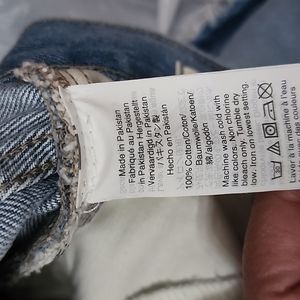 Made in Pakistan
Fabriqué au Pakistan
In Pakistan Hergestellt
Vervaardigd in Pakistan
パキスタン製
Hecho en Pakistán
100% Cotton/Coton/
Baumwolle/Katoen/
綿/algodón
Machine wash cold with
like colors. Non chlorine
bleach only. Tumble dry
low. Iron on lowest setting.
Laver à la machine à l'eau